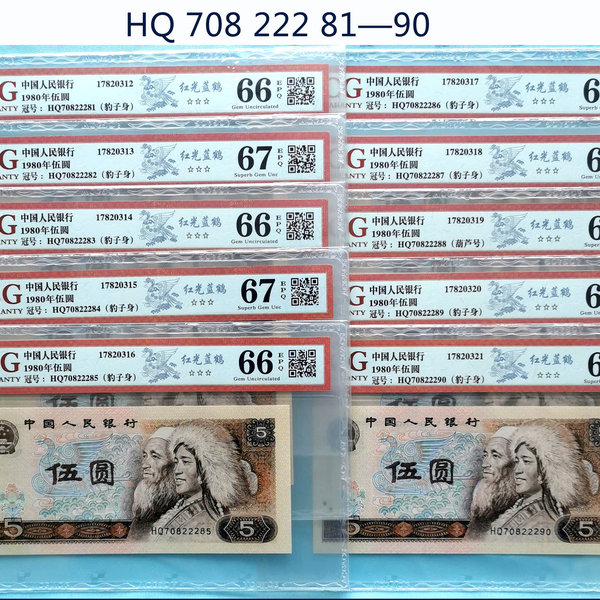 HQ 708 222 81—90
G 中国人民银行 17820312 红光蓝鹤 66 EPQ
1980年伍圆 ☆☆☆ Gem Uncirculated
ANTY 冠号: HQ70822281 (豹子身)
G 中国人民银行 17820313 红光蓝鹤 67 EPQ
1980年伍圆 ☆☆☆ Superb Gem Unc
ANTY 冠号: HQ70822282 (豹子身)
G 中国人民银行 17820314 红光蓝鹤 66 EPQ
1980年伍圆 ☆☆☆ Gem Uncirculated
ANTY 冠号: HQ70822283 (豹子身)
G 中国人民银行 17820315 红光蓝鹤 67 EPQ
1980年伍圆 ☆☆☆ Superb Gem Unc
ANTY 冠号: HQ70822284 (豹子身)
G 中国人民银行 17820316 红光蓝鹤 66 EPQ
1980年伍圆 ☆☆☆ Gem Uncirculated
ANTY 冠号: HQ70822285 (豹子身)
中国人民银行
5
伍圆
5 HQ70822285 5
G 中国人民银行 17820317 红光蓝鹤 6
1980年伍圆 ☆☆☆ Gem
RANTY 冠号: HQ70822286 (豹子身)
G 中国人民银行 17820318 红光蓝鹤 6
1980年伍圆 ☆☆☆ Super
ANTY 冠号: HQ70822287 (豹子身)
G 中国人民银行 17820319 红光蓝鹤 6
1980年伍圆 ☆☆☆
ANTY 冠号: HQ70822288 (葫芦号)
G 中国人民银行 17820320 红光蓝鹤 6
1980年伍圆 ☆☆☆
ANTY 冠号: HQ70822289 (豹子身)
G 中国人民银行 17820321 红光蓝鹤 6
1980年伍圆 ☆☆☆ Gem
ANTY 冠号: HQ70822290 (豹子身)
中国人民银行
伍圆
5 HQ70822290 5